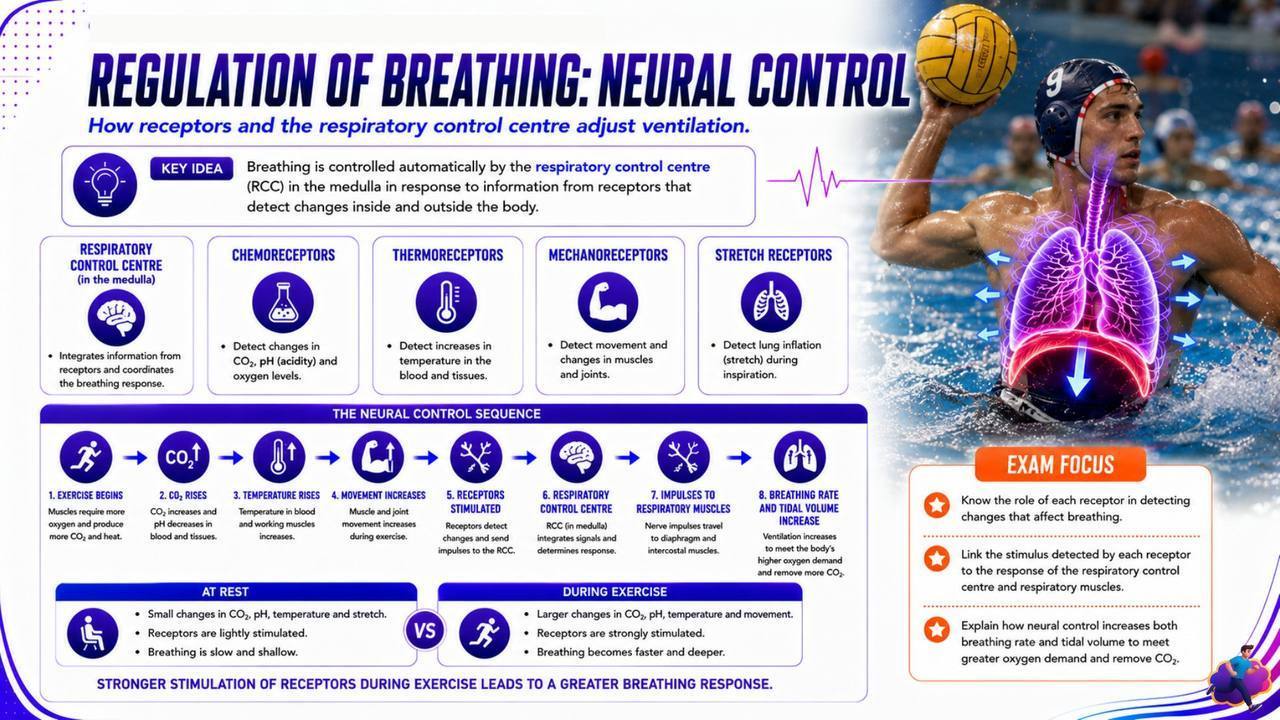 REGULATION OF BREATHING: NEURAL CONTROL
How receptors and the respiratory control centre adjust ventilation.
KEY IDEA
Breathing is controlled automatically by the respiratory control centre
(RCC) in the medulla in response to information from receptors that
detect changes inside and outside the body.
RESPIRATORY
CONTROL CENTRE
(in the medulla)
• Integrates information from
receptors and coordinates
the breathing response.
CHEMORECEPTORS
• Detect changes in
CO₂, pH (acidity) and
oxygen levels.
THERMORECEPTORS
• Detect increases in
temperature in the
blood and tissues.
MECHANORECEPTORS
• Detect movement and
changes in muscles
and joints.
STRETCH RECEPTORS
• Detect lung inflation
(stretch) during
inspiration.
THE NEURAL CONTROL SEQUENCE
CO₂↑
1. EXERCISE BEGINS
Muscles require more
oxygen and produce
more CO₂ and heat.
2. CO₂ RISES
CO₂ increases and
pH decreases in
blood and tissues.
3. TEMPERATURE RISES
Temperature in blood
and working muscles
increases.
4. MOVEMENT INCREASES
Muscle and joint
movement increases
during exercise.
5. RECEPTORS
STIMULATED
Receptors detect
changes and send
impulses to the RCC.
6. RESPIRATORY
CONTROL CENTRE
RCC (in medulla)
integrates signals and
determines response.
7. IMPULSES TO
RESPIRATORY MUSCLES
Nerve impulses travel
to diaphragm and
intercostal muscles.
8. BREATHING RATE
AND TIDAL VOLUME
INCREASE
Ventilation increases
to meet the body's
higher oxygen demand
and remove more CO₂.
AT REST
• Small changes in CO₂, pH, temperature and stretch.
• Receptors are lightly stimulated.
• Breathing is slow and shallow.
VS
DURING EXERCISE
• Larger changes in CO₂, pH, temperature and movement.
• Receptors are strongly stimulated.
• Breathing becomes faster and deeper.
STRONGER STIMULATION OF RECEPTORS DURING EXERCISE LEADS TO A GREATER BREATHING RESPONSE.
9
EXAM FOCUS
Know the role of each receptor in detecting
changes that affect breathing.
Link the stimulus detected by each receptor
to the response of the respiratory control
centre and respiratory muscles.
Explain how neural control increases both
breathing rate and tidal volume to meet
greater oxygen demand and remove CO₂.